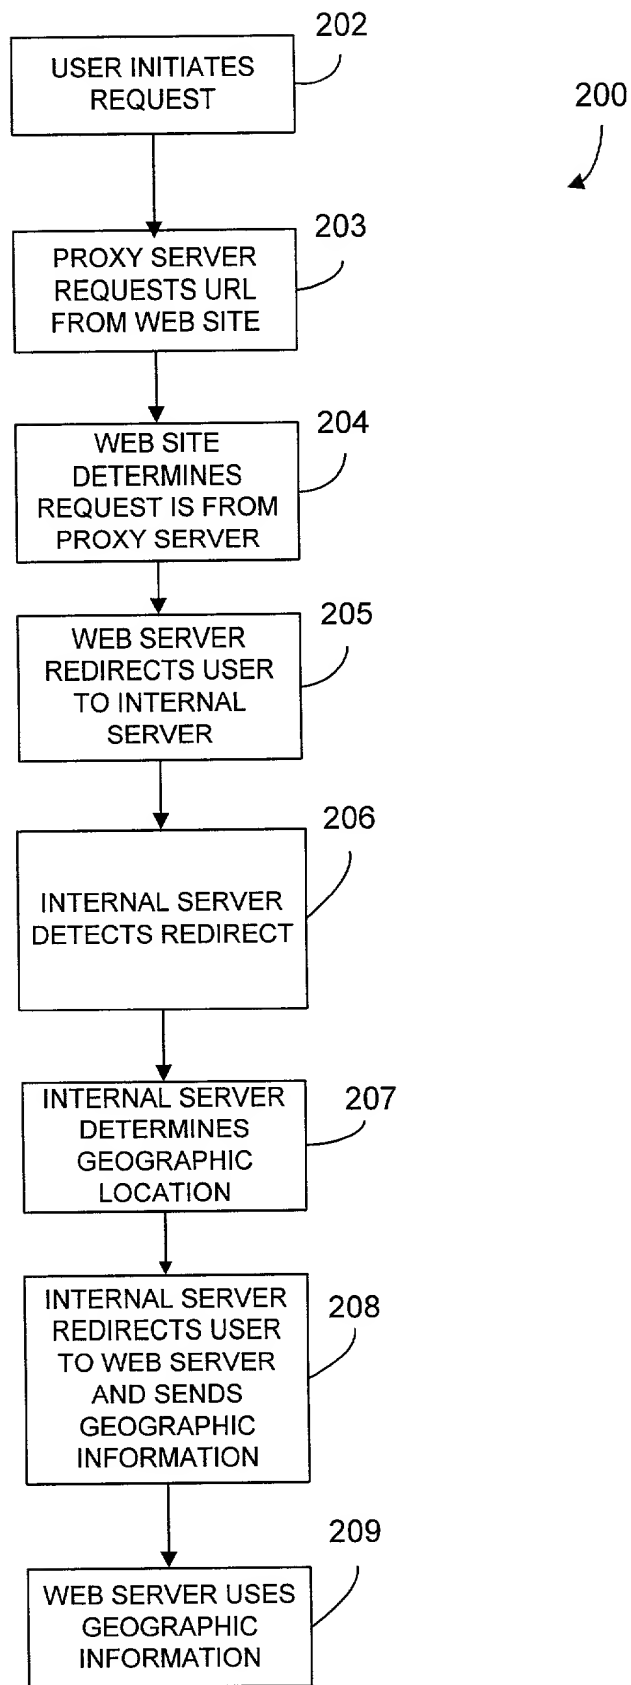 202
USER INITIATES
REQUEST
200
203
PROXY SERVER
REQUESTS URL
FROM WEB SITE
204
WEB SITE
DETERMINES
REQUEST IS FROM
PROXY SERVER
205
WEB SERVER
REDIRECTS USER
TO INTERNAL
SERVER
206
INTERNAL SERVER
DETECTS REDIRECT
207
INTERNAL SERVER
DETERMINES
GEOGRAPHIC
LOCATION
208
INTERNAL SERVER
REDIRECTS USER
TO WEB SERVER
AND SENDS
GEOGRAPHIC
INFORMATION
209
WEB SERVER USES
GEOGRAPHIC
INFORMATION